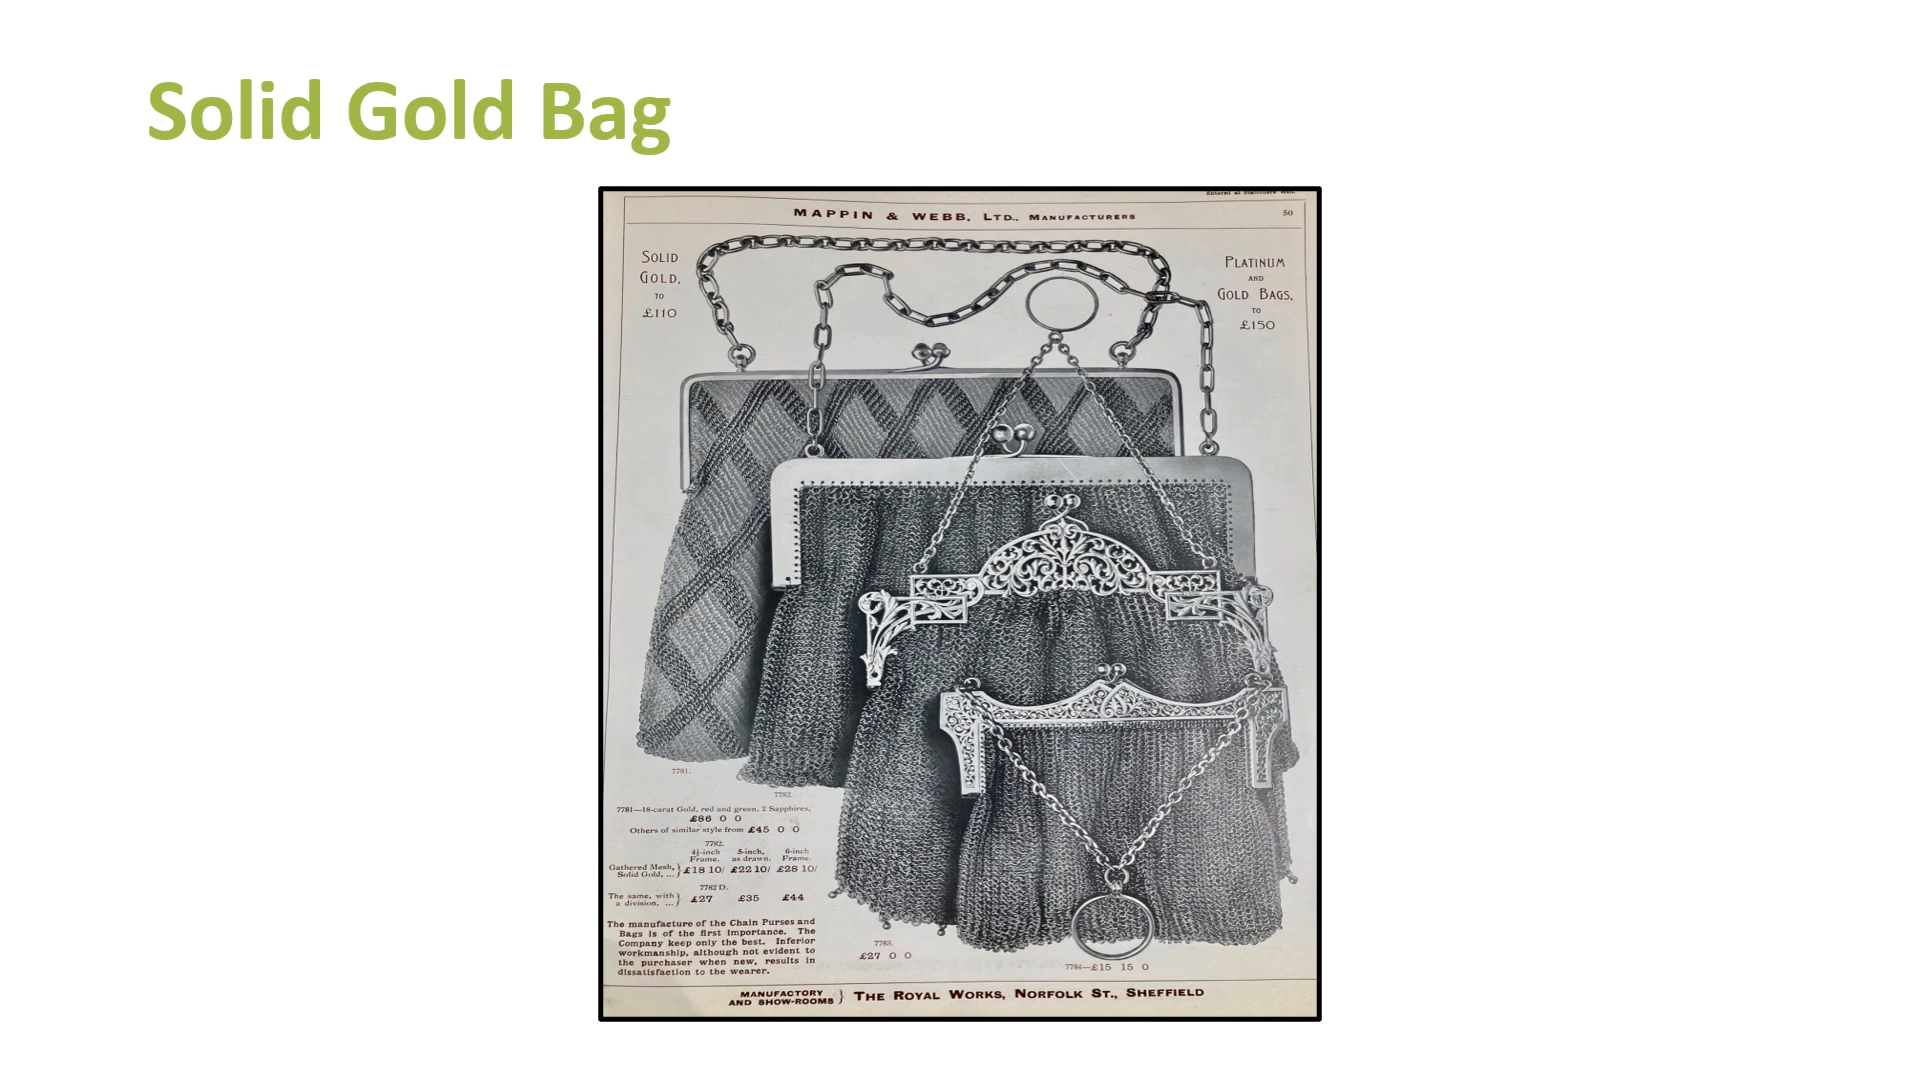 Solid Gold Bag
Entered at Stationers' Hall.
MAPPIN & WEBB, LTD., MANUFACTURERS
50
SOLID
GOLD,
TO
£110
PLATINUM
AND
GOLD BAGS,
TO
£150
7781.
7782.
7781—18-carat Gold, red and green, 2 Sapphires,
£86 0 0
Others of similar style from £45 0 0
7782.
4½-inch 5-inch, 6-inch
Frame. as drawn. Frame.
Gathered Mesh, }
Solid Gold, ... } £18 10/ £22 10/ £28 10/
7782 D.
The same, with }
a division, ... } £27 £35 £44
The manufacture of the Chain Purses and
Bags is of the first importance. The
Company keep only the best. Inferior
workmanship, although not evident to
the purchaser when new, results in
dissatisfaction to the wearer.
7783.
£27 0 0
7784—£15 15 0
MANUFACTORY
AND SHOW-ROOMS } THE ROYAL WORKS, NORFOLK ST., SHEFFIELD